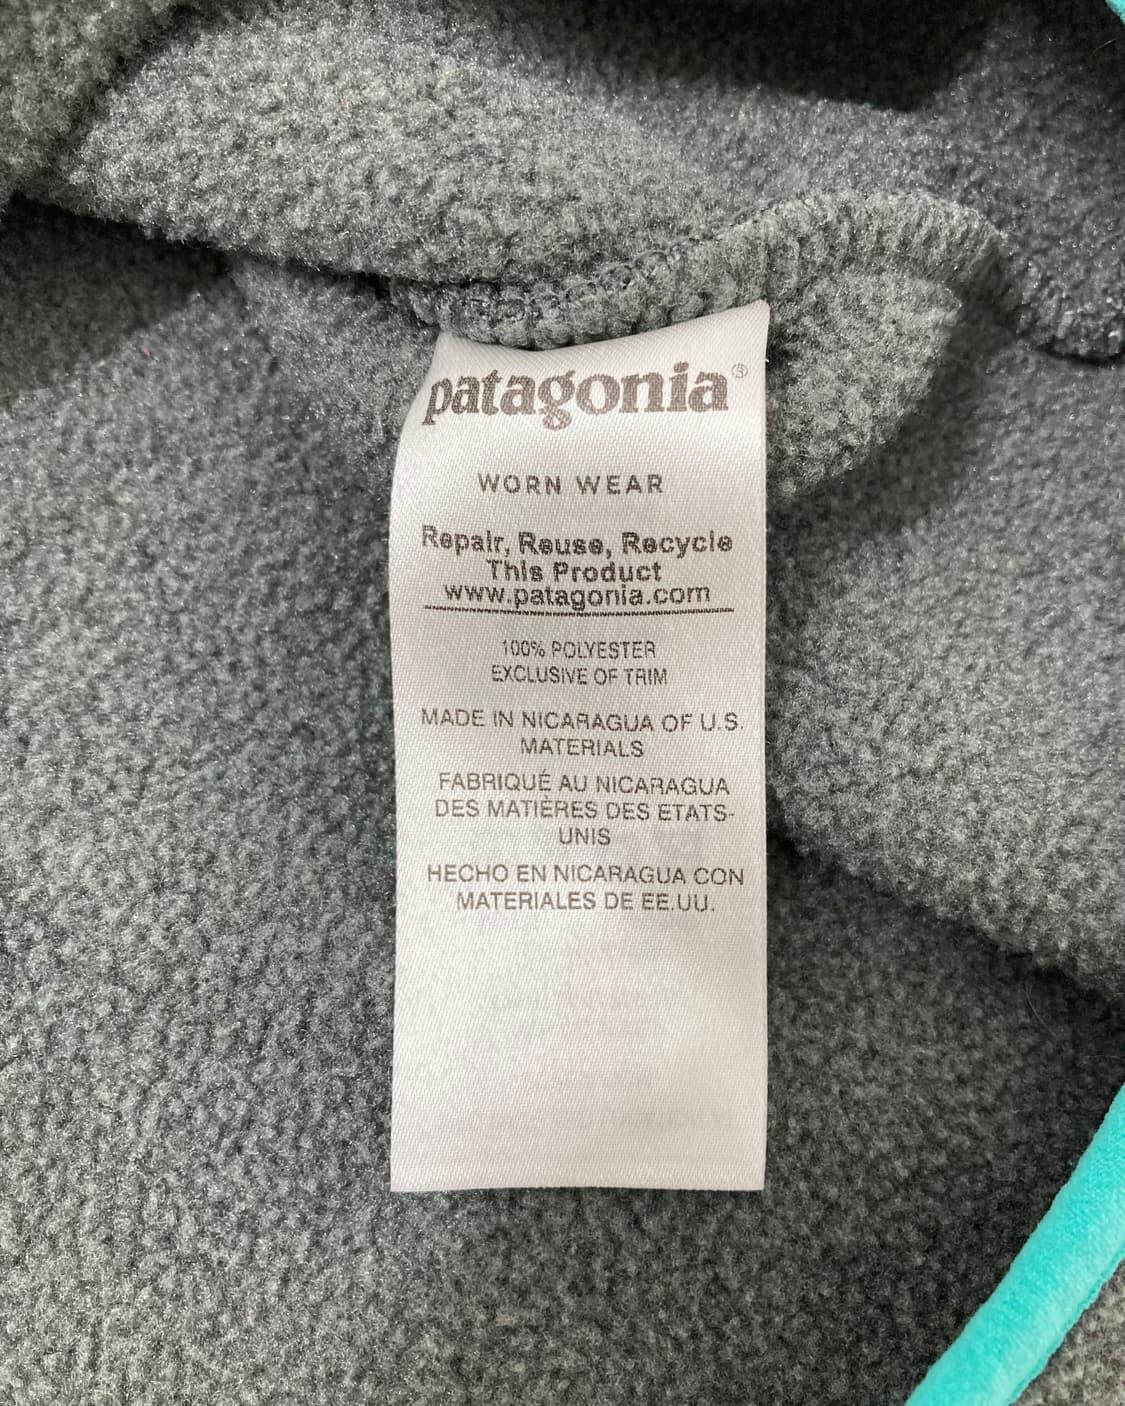 patagonia®
WORN WEAR
Repair, Reuse, Recycle
This Product
www.patagonia.com
100% POLYESTER
EXCLUSIVE OF TRIM
MADE IN NICARAGUA OF U.S.
MATERIALS
FABRIQUÉ AU NICARAGUA
DES MATIÈRES DES ETATS-
UNIS
HECHO EN NICARAGUA CON
MATERIALES DE EE.UU.